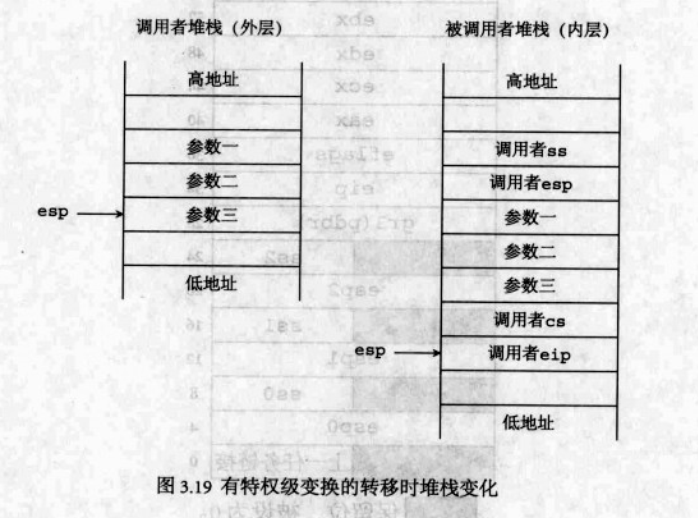 调用者堆栈（外层）
高地址
参数一
参数二
esp
参数三
低地址
被调用者堆栈（内层）
高地址
调用者ss
调用者esp
参数一
参数二
参数三
调用者cs
esp
调用者eip
低地址
图 3.19 有特权级变换的转移时堆栈变化